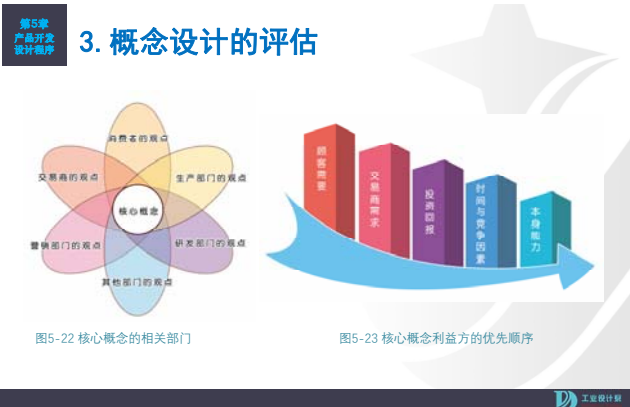 第5章
产品开发
设计程序
3. 概念设计的评估
消费者的观点
交易商的观点
生产部门的观点
核心概念
营销部门的观点
研发部门的观点
其他部门的观点
顾客需要
交易商需求
投资回报
时间与竞争因素
本身能力
图5-22 核心概念的相关部门
图5-23 核心概念利益方的优先顺序